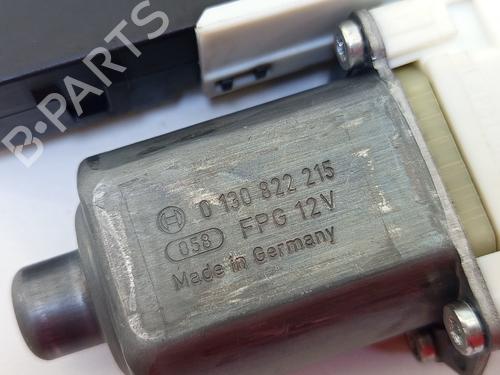 B-PARTS
0 130 822 215
058 FPG 12V
Made in Germany